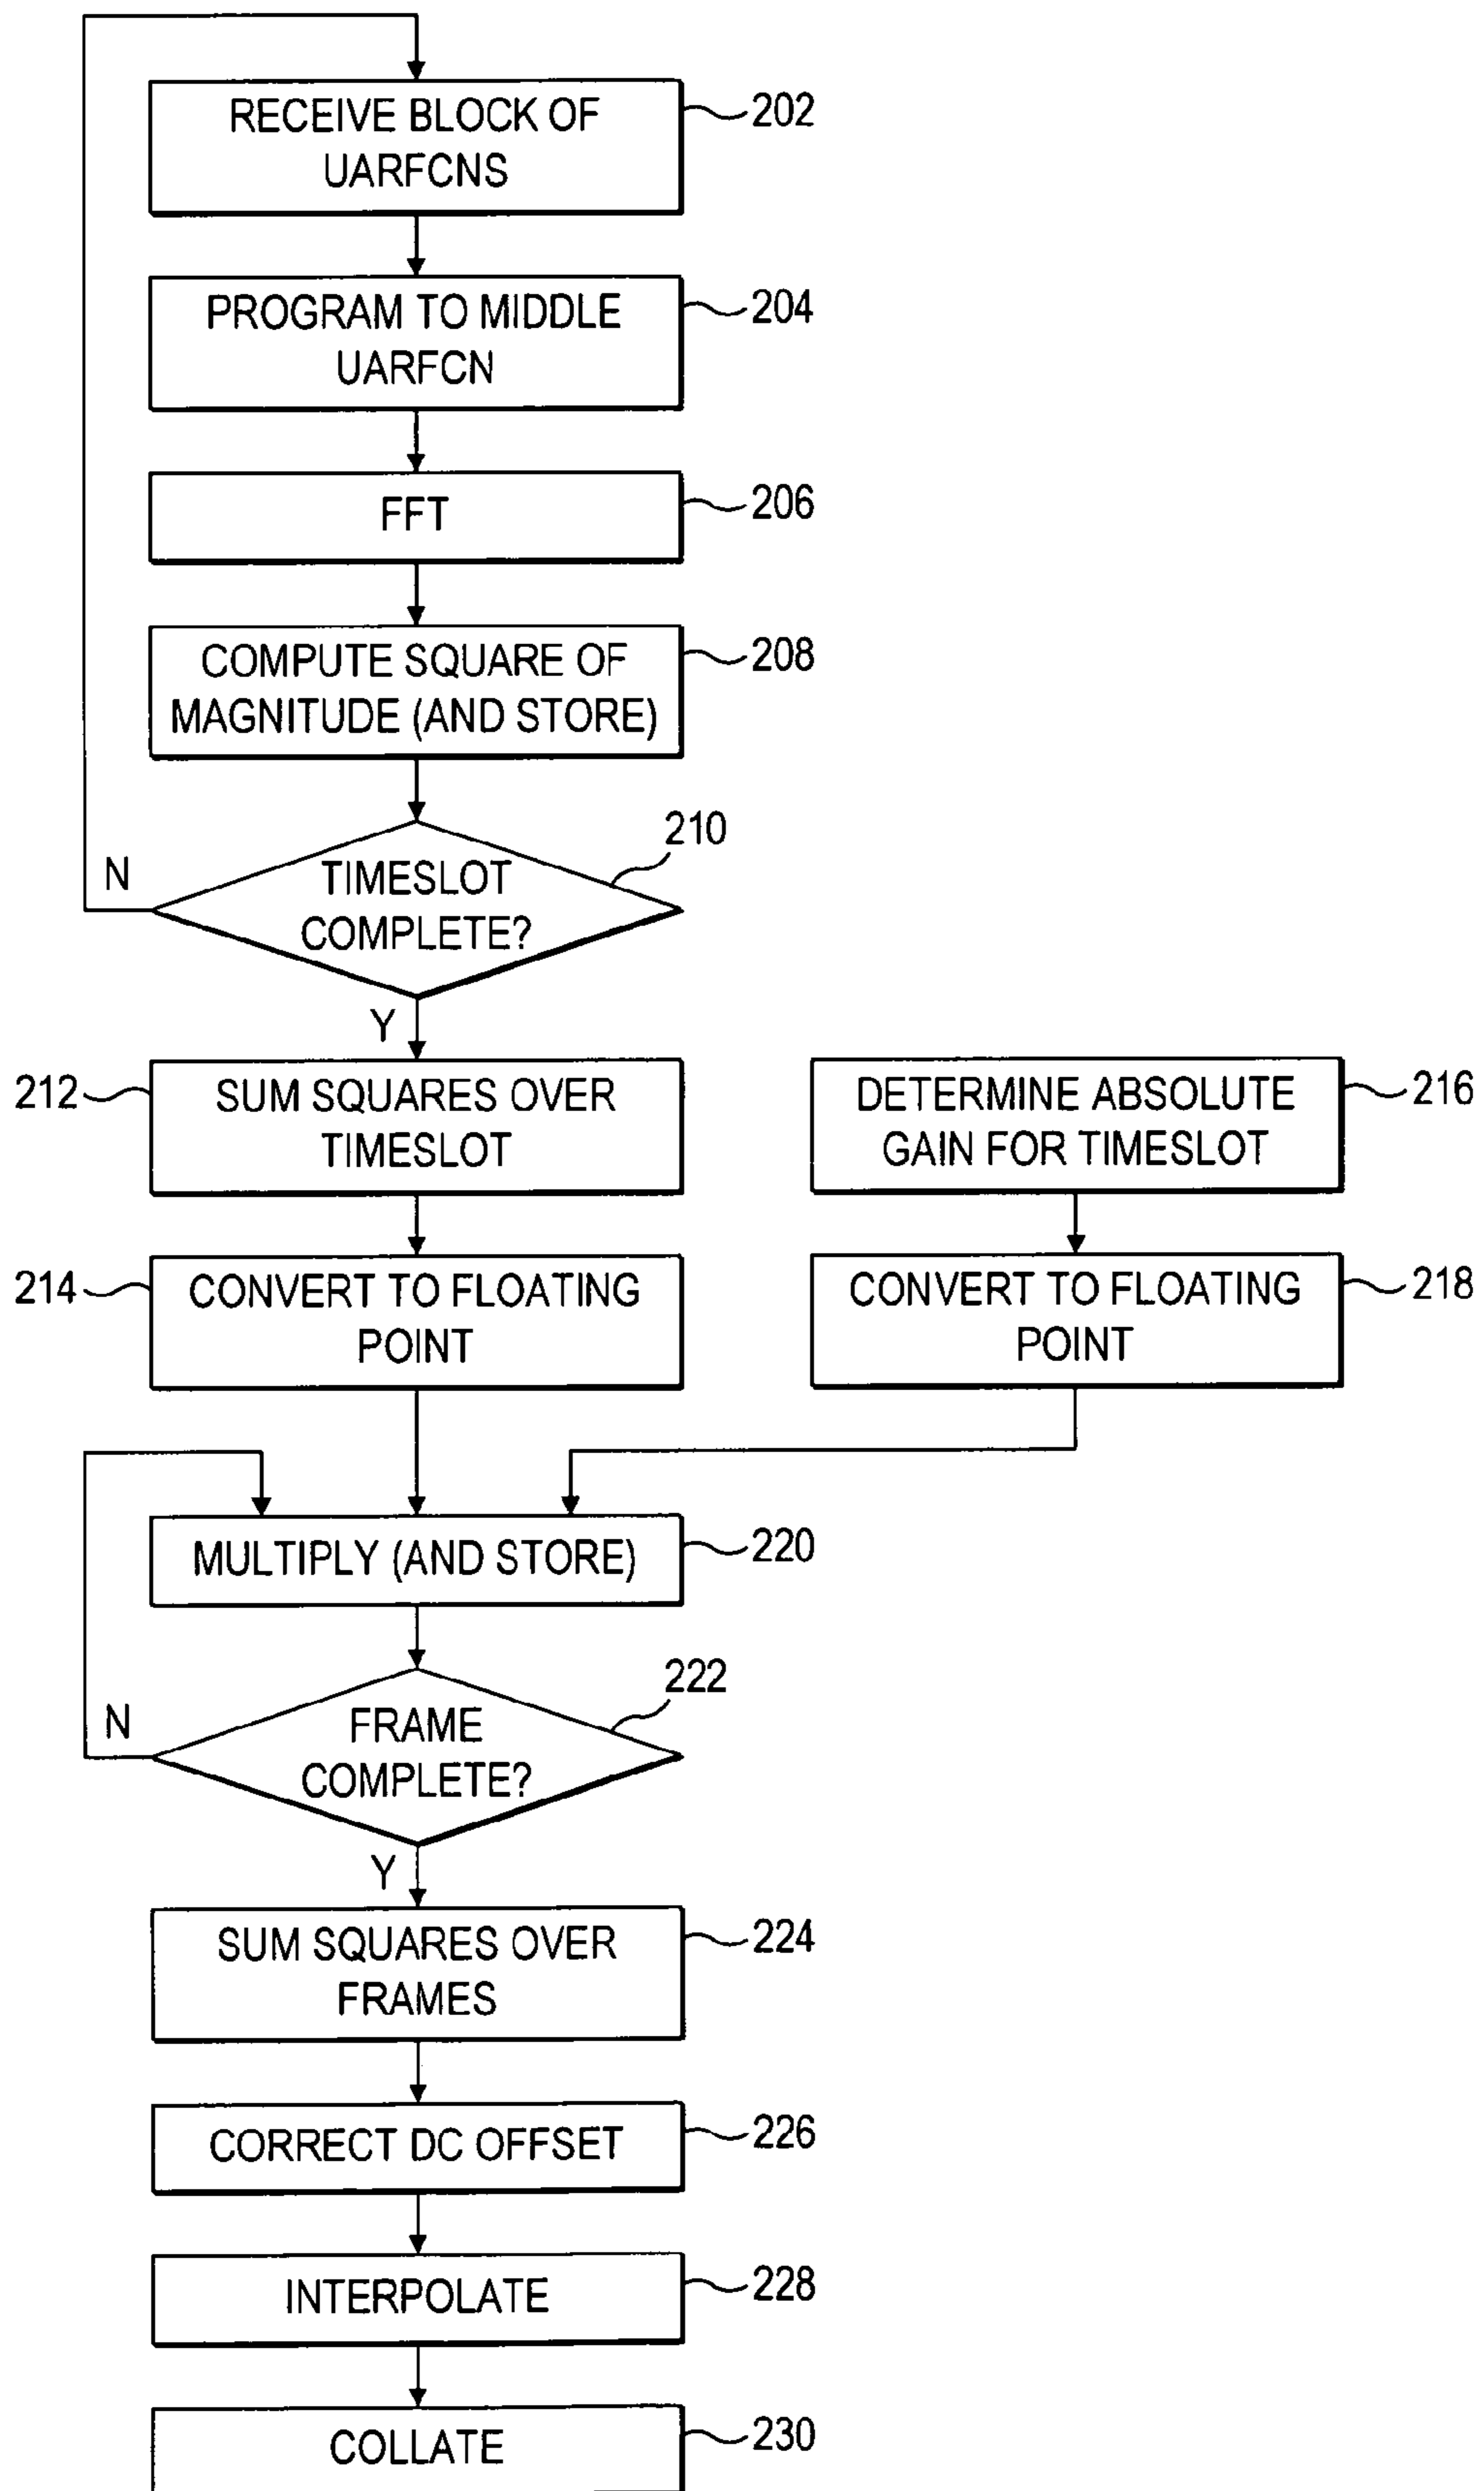 RECEIVE BLOCK OF
UARFCNS
202
PROGRAM TO MIDDLE
UARFCN
204
FFT
206
COMPUTE SQUARE OF
MAGNITUDE (AND STORE)
208
TIMESLOT
COMPLETE?
210
N
Y
212
SUM SQUARES OVER
TIMESLOT
DETERMINE ABSOLUTE
GAIN FOR TIMESLOT
216
214
CONVERT TO FLOATING
POINT
CONVERT TO FLOATING
POINT
218
MULTIPLY (AND STORE)
220
FRAME
COMPLETE?
222
N
Y
SUM SQUARES OVER
FRAMES
224
CORRECT DC OFFSET
226
INTERPOLATE
228
COLLATE
230